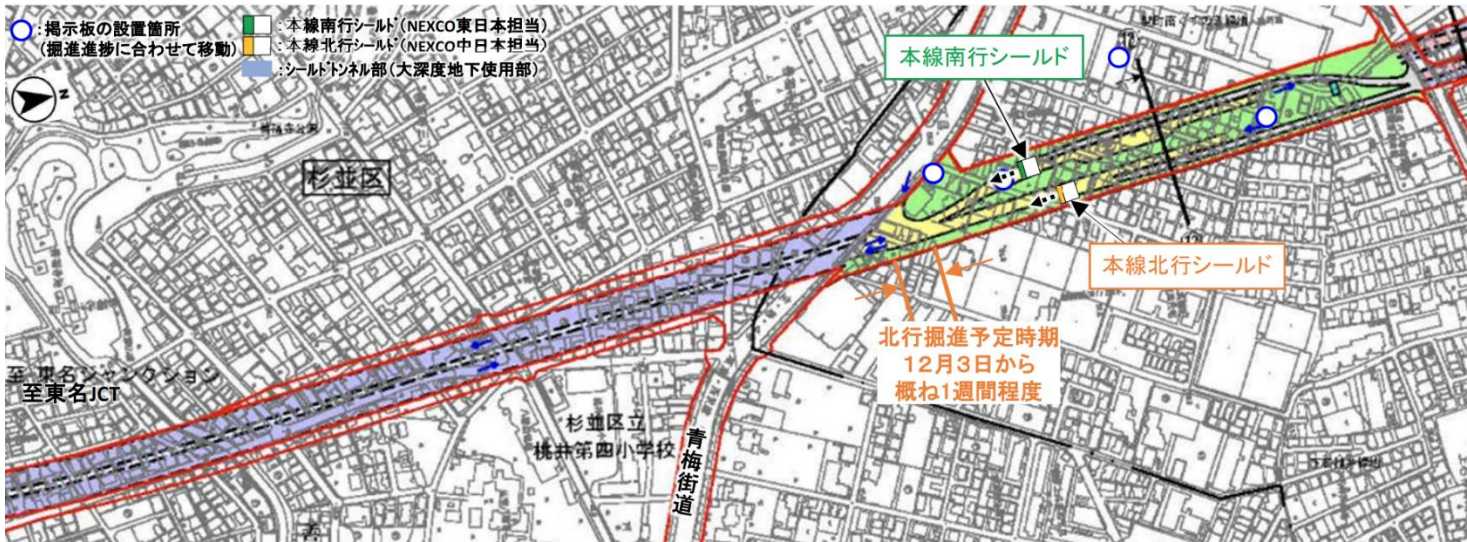 :掲示板の設置箇所
(掘進進捗に合わせて移動)
:本線南行シールド(NEXCO東日本担当)
:本線北行シールド(NEXCO中日本担当)
:シールドトンネル部(大深度地下使用部)
N
杉並区
本線南行シールド
本線北行シールド
北行掘進予定時期
12月3日から
概ね1週間程度
至 東名ジャンクション
至東名JCT
杉並区立
桃井第四小学校
青梅街道